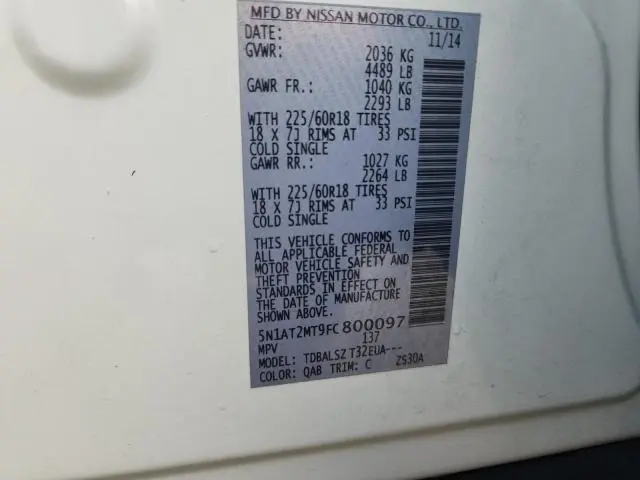 MFD BY NISSAN MOTOR CO., LTD.
DATE: 11/14
GVWR: 2036 KG
4489 LB
GAWR FR.: 1040 KG
2293 LB
WITH 225/60R18 TIRES
18 X 7J RIMS AT 33 PSI
COLD SINGLE
GAWR RR.: 1027 KG
2264 LB
WITH 225/60R18 TIRES
18 X 7J RIMS AT 33 PSI
COLD SINGLE
THIS VEHICLE CONFORMS TO
ALL APPLICABLE FEDERAL
MOTOR VEHICLE SAFETY AND
THEFT PREVENTION
STANDARDS IN EFFECT ON
THE DATE OF MANUFACTURE
SHOWN ABOVE.
5N1AT2MT9FC800097
MPV 137
MODEL: TDBALSZ T32EUA---
COLOR: QAB TRIM: C ZS30A